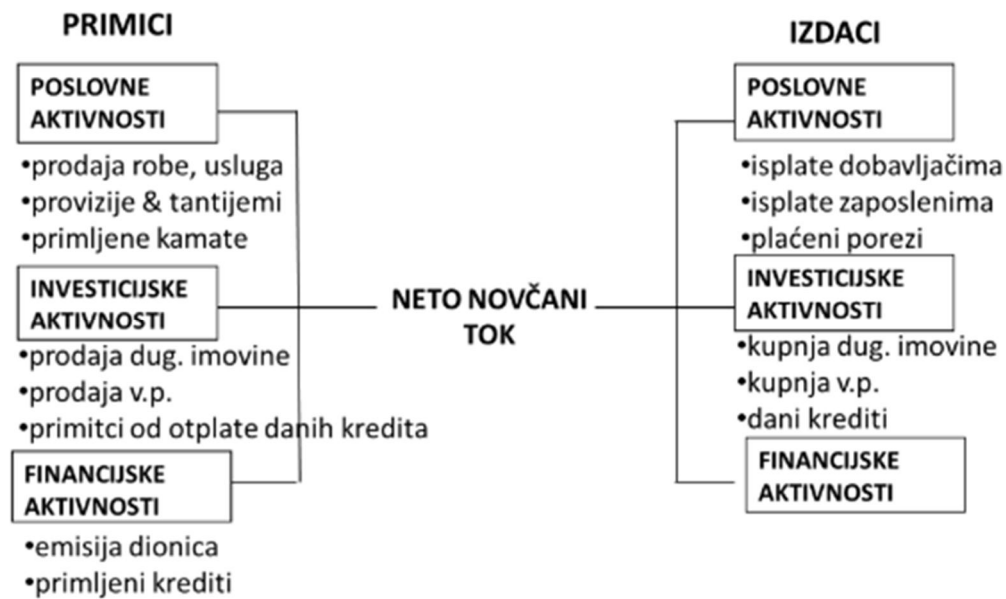 PRIMICI
POSLOVNE
AKTIVNOSTI
•prodaja robe, usluga
•provizije & tantijemi
•primljene kamate
INVESTICIJSKE
AKTIVNOSTI
•prodaja dug. imovine
•prodaja v.p.
•primitci od otplate danih kredita
FINANCIJSKE
AKTIVNOSTI
•emisija dionica
•primljeni krediti
NETO NOVČANI
TOK
IZDACI
POSLOVNE
AKTIVNOSTI
•isplate dobavljačima
•isplate zaposlenima
•plaćeni porezi
INVESTICIJSKE
AKTIVNOSTI
•kupnja dug. imovine
•kupnja v.p.
•dani krediti
FINANCIJSKE
AKTIVNOSTI